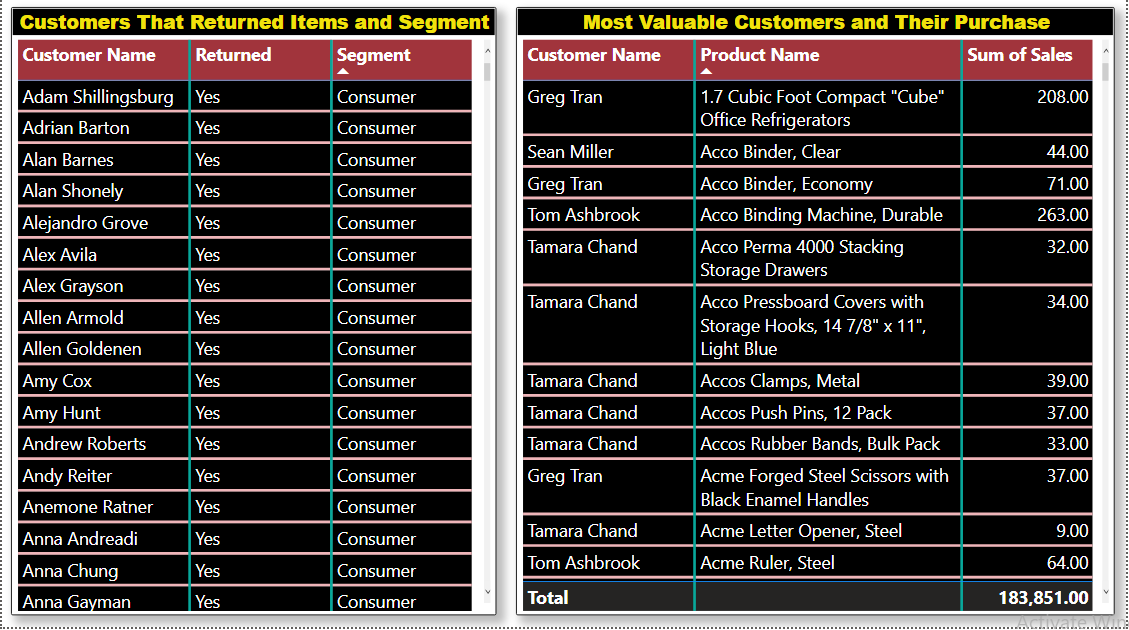 Customers That Returned Items and Segment
Customer Name Returned Segment
Adam Shillingsburg Yes Consumer
Adrian Barton Yes Consumer
Alan Barnes Yes Consumer
Alan Shonely Yes Consumer
Alejandro Grove Yes Consumer
Alex Avila Yes Consumer
Alex Grayson Yes Consumer
Allen Armold Yes Consumer
Allen Goldenen Yes Consumer
Amy Cox Yes Consumer
Amy Hunt Yes Consumer
Andrew Roberts Yes Consumer
Andy Reiter Yes Consumer
Anemone Ratner Yes Consumer
Anna Andreadi Yes Consumer
Anna Chung Yes Consumer
Anna Gayman Yes Consumer
Most Valuable Customers and Their Purchase
Customer Name Product Name Sum of Sales
Greg Tran 1.7 Cubic Foot Compact "Cube" 208.00
Office Refrigerators
Sean Miller Acco Binder, Clear 44.00
Greg Tran Acco Binder, Economy 71.00
Tom Ashbrook Acco Binding Machine, Durable 263.00
Tamara Chand Acco Perma 4000 Stacking 32.00
Storage Drawers
Tamara Chand Acco Pressboard Covers with 34.00
Storage Hooks, 14 7/8" x 11",
Light Blue
Tamara Chand Accos Clamps, Metal 39.00
Tamara Chand Accos Push Pins, 12 Pack 37.00
Tamara Chand Accos Rubber Bands, Bulk Pack 33.00
Greg Tran Acme Forged Steel Scissors with 37.00
Black Enamel Handles
Tamara Chand Acme Letter Opener, Steel 9.00
Tom Ashbrook Acme Ruler, Steel 64.00
Total 183,851.00
Activate Win